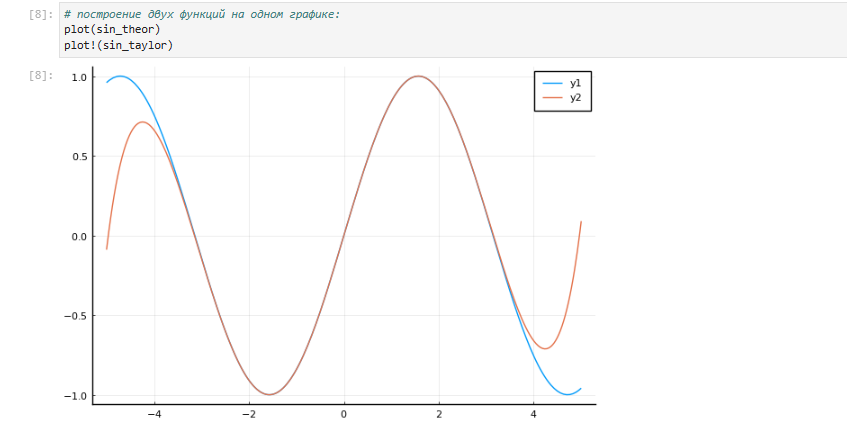 [8]: # построение двух функций на одном графике:
plot(sin_theor)
plot!(sin_taylor)
[8]:
y1
y2
1.0
0.5
0.0
−0.5
−1.0
−4 −2 0 2 4